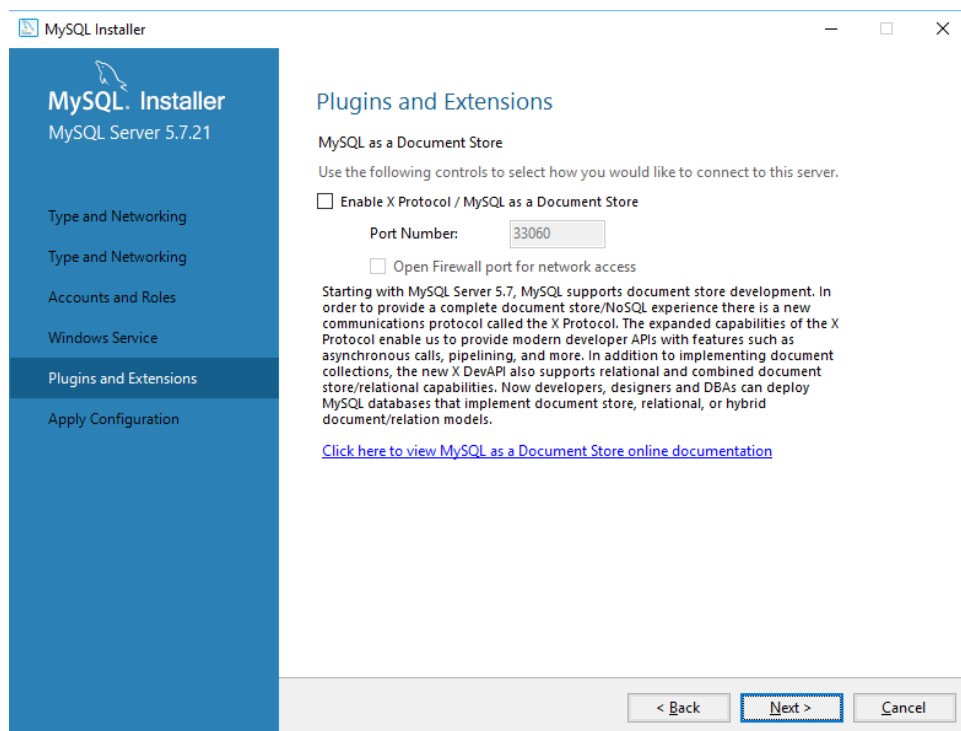 MySQL Installer
MySQL. Installer
MySQL Server 5.7.21
Type and Networking
Type and Networking
Accounts and Roles
Windows Service
Plugins and Extensions
Apply Configuration
Plugins and Extensions
MySQL as a Document Store
Use the following controls to select how you would like to connect to this server.
Enable X Protocol / MySQL as a Document Store
Port Number: 33060
Open Firewall port for network access
Starting with MySQL Server 5.7, MySQL supports document store development. In
order to provide a complete document store/NoSQL experience there is a new
communications protocol called the X Protocol. The expanded capabilities of the X
Protocol enable us to provide modern developer APIs with features such as
asynchronous calls, pipelining, and more. In addition to implementing document
collections, the new X DevAPI also supports relational and combined document
store/relational capabilities. Now developers, designers and DBAs can deploy
MySQL databases that implement document store, relational, or hybrid
document/relation models.
Click here to view MySQL as a Document Store online documentation
< Back
Next >
Cancel